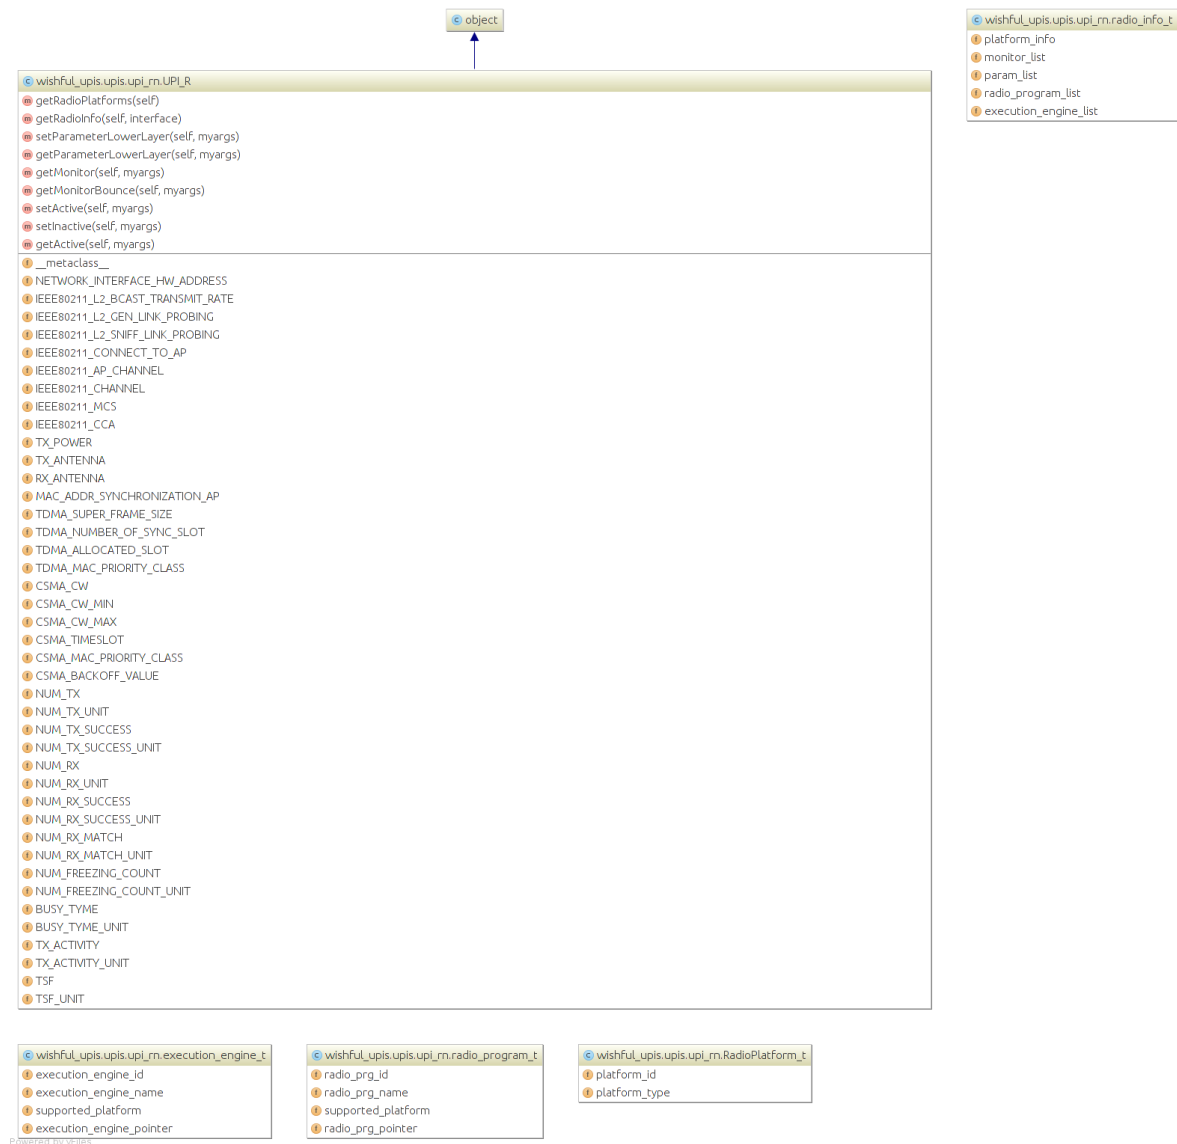 object
wishful_upis.upis.upi_rn.radio_info_t
platform_info
monitor_list
param_list
radio_program_list
execution_engine_list
wishful_upis.upis.upi_rn.UPI_R
getRadioPlatforms(self)
getRadioInfo(self, interface)
setParameterLowerLayer(self, myargs)
getParameterLowerLayer(self, myargs)
getMonitor(self, myargs)
getMonitorBounce(self, myargs)
setActive(self, myargs)
setInactive(self, myargs)
getActive(self, myargs)
__metaclass__
NETWORK_INTERFACE_HW_ADDRESS
IEEE80211_L2_BCAST_TRANSMIT_RATE
IEEE80211_L2_GEN_LINK_PROBING
IEEE80211_L2_SNIFF_LINK_PROBING
IEEE80211_CONNECT_TO_AP
IEEE80211_AP_CHANNEL
IEEE80211_CHANNEL
IEEE80211_MCS
IEEE80211_CCA
TX_POWER
TX_ANTENNA
RX_ANTENNA
MAC_ADDR_SYNCHRONIZATION_AP
TDMA_SUPER_FRAME_SIZE
TDMA_NUMBER_OF_SYNC_SLOT
TDMA_ALLOCATED_SLOT
TDMA_MAC_PRIORITY_CLASS
CSMA_CW
CSMA_CW_MIN
CSMA_CW_MAX
CSMA_TIMESLOT
CSMA_MAC_PRIORITY_CLASS
CSMA_BACKOFF_VALUE
NUM_TX
NUM_TX_UNIT
NUM_TX_SUCCESS
NUM_TX_SUCCESS_UNIT
NUM_RX
NUM_RX_UNIT
NUM_RX_SUCCESS
NUM_RX_SUCCESS_UNIT
NUM_RX_MATCH
NUM_RX_MATCH_UNIT
NUM_FREEZING_COUNT
NUM_FREEZING_COUNT_UNIT
BUSY_TYME
BUSY_TYME_UNIT
TX_ACTIVITY
TX_ACTIVITY_UNIT
TSF
TSF_UNIT
wishful_upis.upis.upi_rn.execution_engine_t
execution_engine_id
execution_engine_name
supported_platform
execution_engine_pointer
wishful_upis.upis.upi_rn.radio_program_t
radio_prg_id
radio_prg_name
supported_platform
radio_prg_pointer
wishful_upis.upis.upi_rn.RadioPlatform_t
platform_id
platform_type
Powered by yFiles